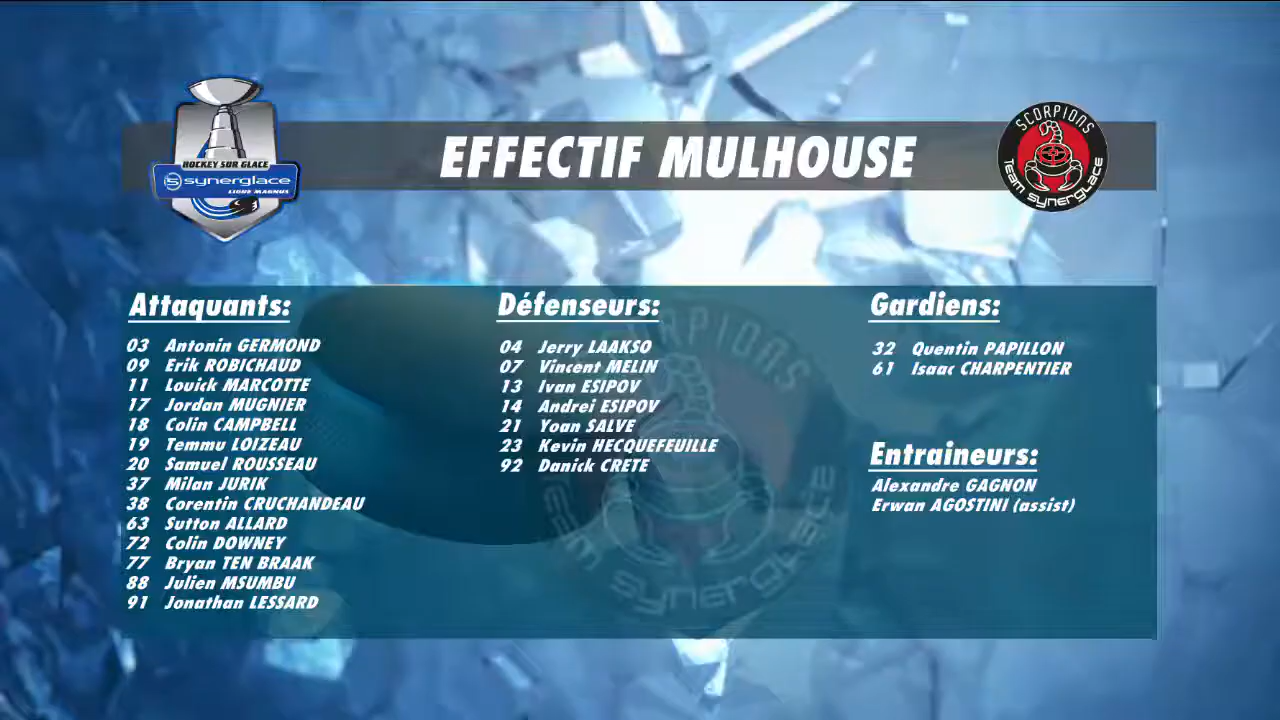 EFFECTIF MULHOUSE
HOCKEY SUR GLACE
synerglace
LIGUE MAGNUS
SCORPIONS
Team synerglace
Attaquants:
03 Antonin GERMOND
09 Erik ROBICHAUD
11 Louick MARCOTTE
17 Jordan MUGNIER
18 Colin CAMPBELL
19 Temmu LOIZEAU
20 Samuel ROUSSEAU
37 Milan JURIK
38 Corentin CRUCHANDEAU
63 Sutton ALLARD
72 Colin DOWNEY
77 Bryan TEN BRAAK
88 Julien MSUMBU
91 Jonathan LESSARD
Défenseurs:
04 Jerry LAAKSO
07 Vincent MELIN
13 Ivan ESIPOV
14 Andrei ESIPOV
21 Yoan SALVE
23 Kevin HECQUEFEUILLE
92 Danick CRETE
Gardiens:
32 Quentin PAPILLON
61 Isaac CHARPENTIER
Entraineurs:
Alexandre GAGNON
Erwan AGOSTINI (assist)
SCORPIONS
Team synerglace